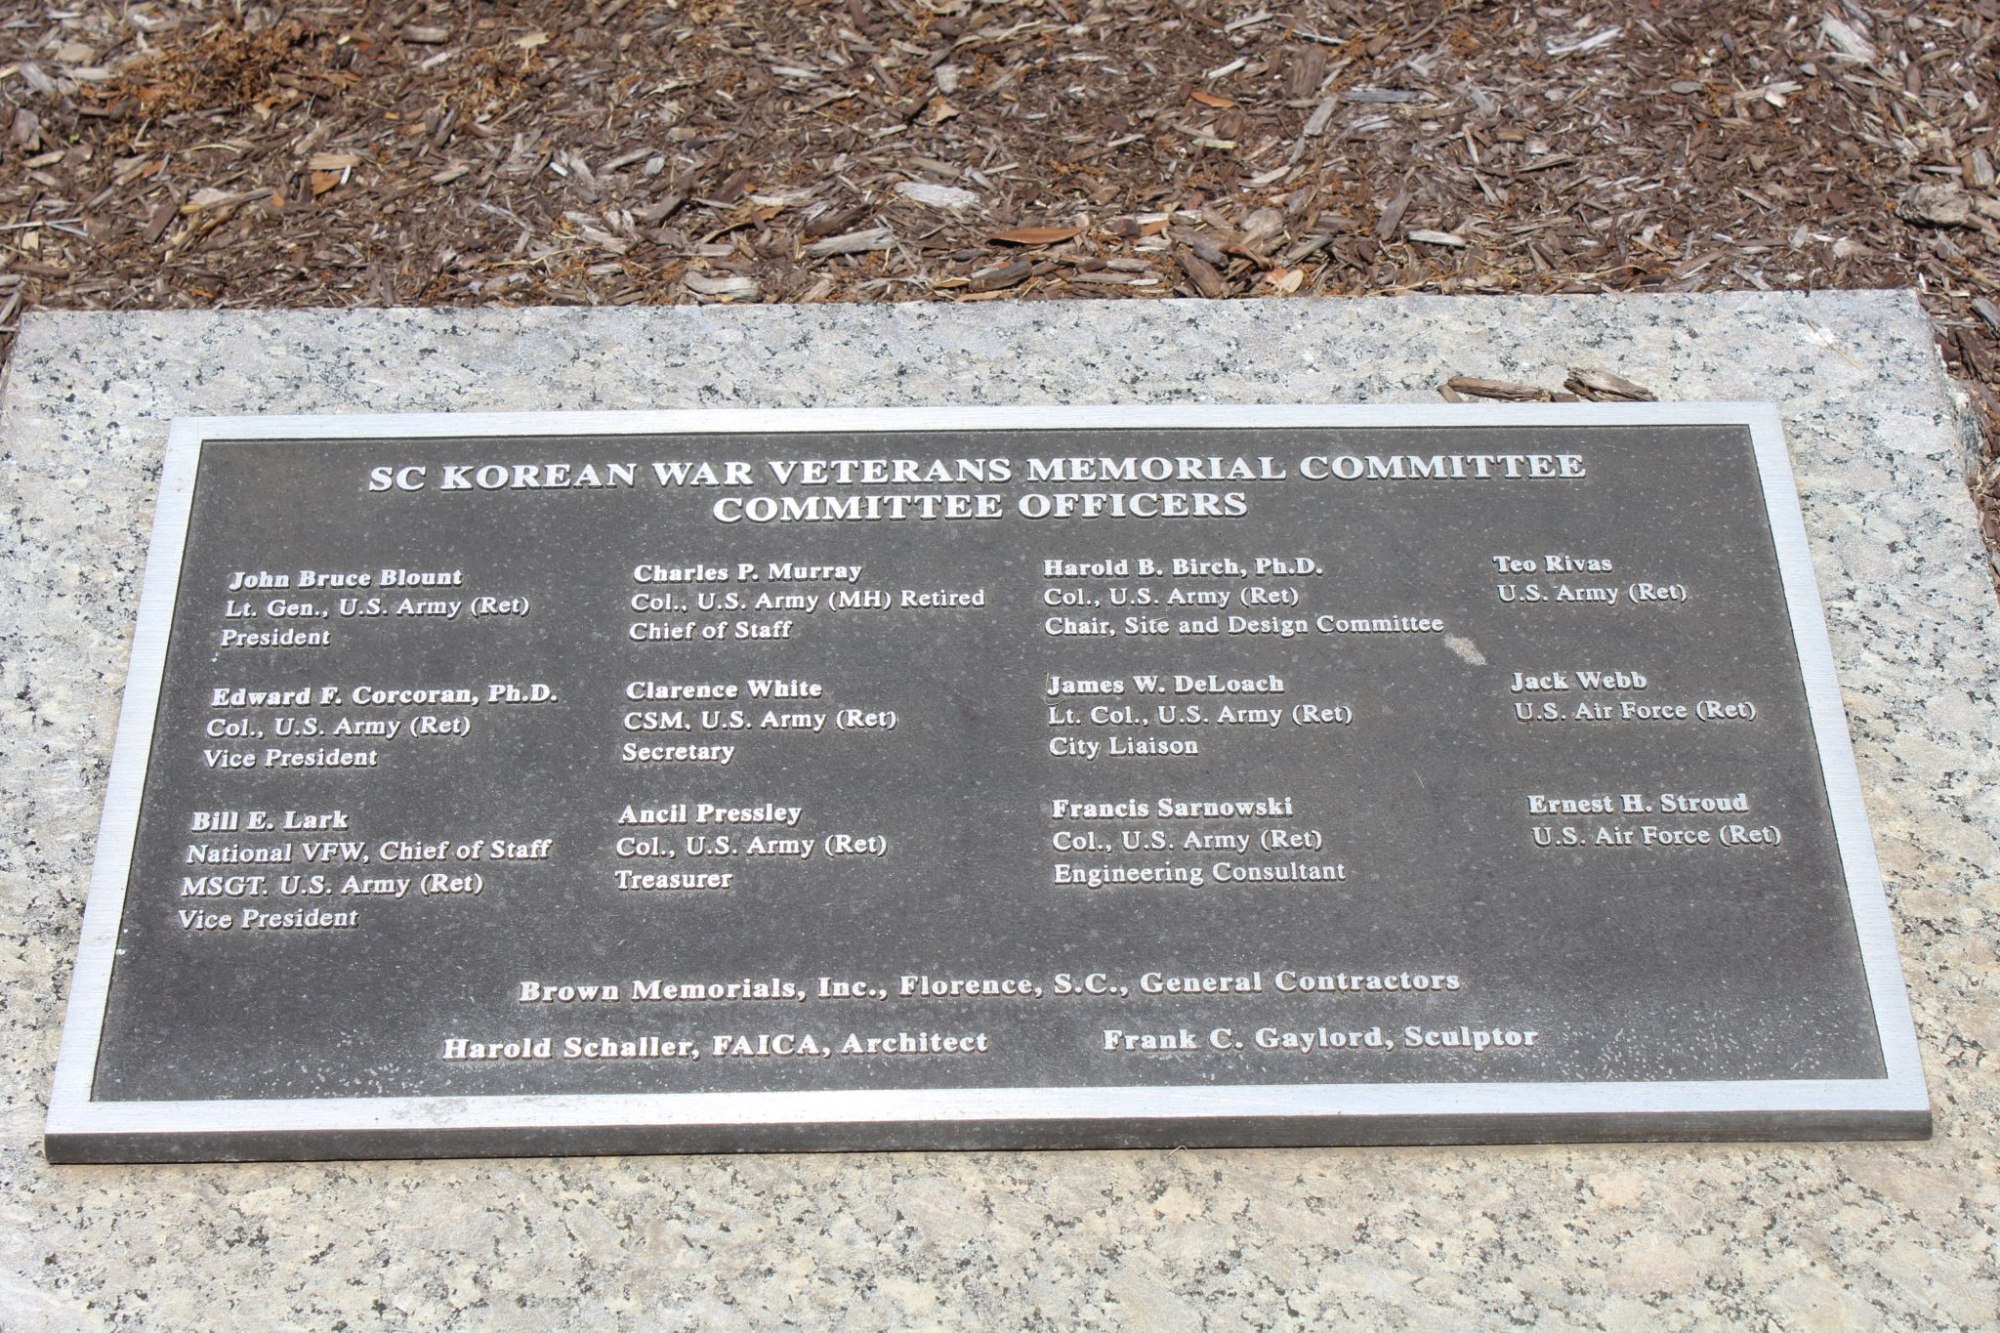 SC KOREAN WAR VETERANS MEMORIAL COMMITTEE
COMMITTEE OFFICERS
John Bruce Blount
Lt. Gen., U.S. Army (Ret)
President
Edward F. Corcoran, Ph.D.
Col., U.S. Army (Ret)
Vice President
Bill E. Lark
National VFW, Chief of Staff
MSGT. U.S. Army (Ret)
Vice President
Charles P. Murray
Col., U.S. Army (MH) Retired
Chief of Staff
Clarence White
CSM. U.S. Army (Ret)
Secretary
Ancil Pressley
Col., U.S. Army (Ret)
Treasurer
Harold B. Birch, Ph.D.
Col., U.S. Army (Ret)
Chair, Site and Design Committee
James W. DeLoach
Lt. Col., U.S. Army (Ret)
City Liaison
Francis Sarnowski
Col., U.S. Army (Ret)
Engineering Consultant
Teo Rivas
U.S. Army (Ret)
Jack Webb
U.S. Air Force (Ret)
Ernest H. Stroud
U.S. Air Force (Ret)
Brown Memorials, Inc., Florence, S.C., General Contractors
Harold Schaller, FAICA, Architect
Frank C. Gaylord, Sculptor